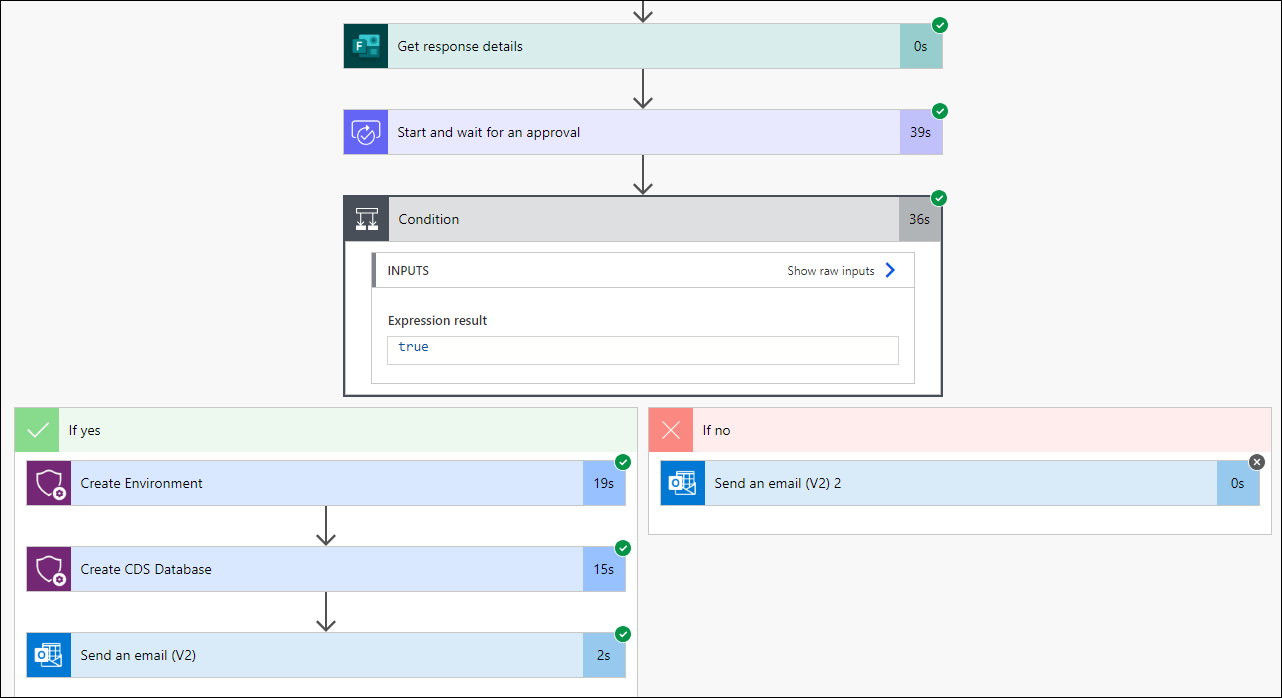 Get response details 0s
Start and wait for an approval 39s
Condition 36s
INPUTS Show raw inputs
Expression result
true
If yes
Create Environment 19s
Create CDS Database 15s
Send an email (V2) 2s
If no
Send an email (V2) 2 0s